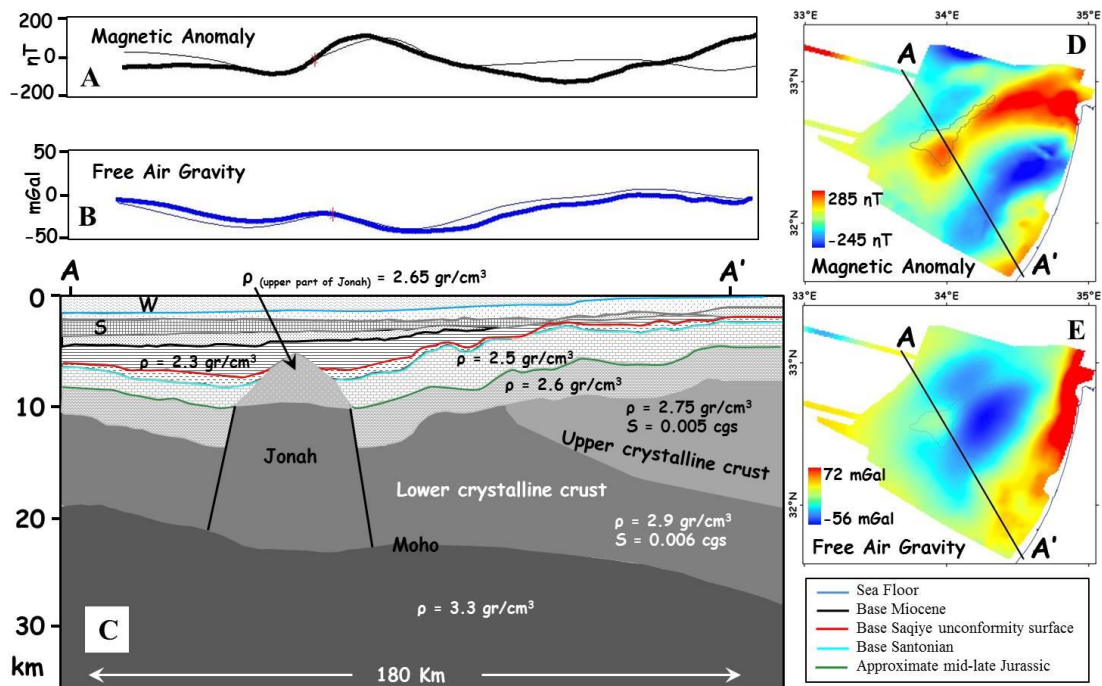 200
0
-200
nT
Magnetic Anomaly
A
50
0
-50
mGal
Free Air Gravity
B
A
A'
ρ (upper part of Jonah) = 2.65 gr/cm³
0
10
20
30
km
W
S
ρ = 2.3 gr/cm³
ρ = 2.5 gr/cm³
ρ = 2.6 gr/cm³
ρ = 2.75 gr/cm³
S = 0.005 cgs
Upper crystalline crust
Jonah
Lower crystalline crust
ρ = 2.9 gr/cm³
S = 0.006 cgs
Moho
ρ = 3.3 gr/cm³
C
180 Km
33°E
34°E
35°E
D
A
33°N
32°N
285 nT
-245 nT
A'
Magnetic Anomaly
33°E
34°E
35°E
E
A
33°N
32°N
72 mGal
-56 mGal
A'
Free Air Gravity
Sea Floor
Base Miocene
Base Saqiye unconformity surface
Base Santonian
Approximate mid-late Jurassic